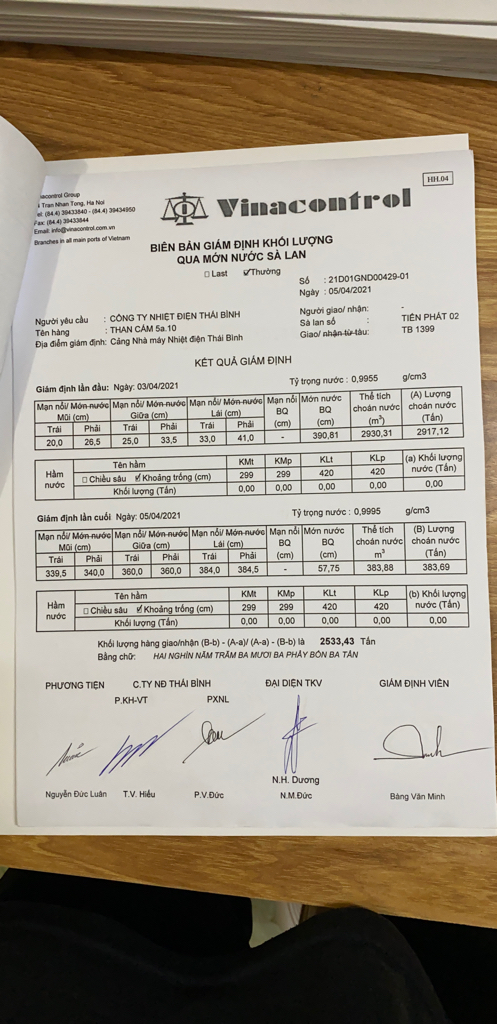 HH.04
Vinacontrol
nacontrol Group
Tran Nhan Tong, Ha Noi
el: (84.4) 39433840 - (84.4) 39434950
Fax: (84.4) 39433844
Email: info@vinacontrol.com.vn
Branches in all main ports of Vietnam
BIÊN BẢN GIÁM ĐỊNH KHỐI LƯỢNG
QUA MỚN NƯỚC SÀ LAN
Last Thường
Số : 21D01GND00429-01
Ngày : 05/04/2021
Người yêu cầu : CÔNG TY NHIỆT ĐIỆN THÁI BÌNH
Tên hàng : THAN CÁM 5a.10
Địa điểm giám định: Cảng Nhà máy Nhiệt điện Thái Bình
Người giao/ nhận: -
Sà lan số : TIẾN PHÁT 02
Giao/ nhận từ tàu: TB 1399
KẾT QUẢ GIÁM ĐỊNH
Giám định lần đầu: Ngày: 03/04/2021 Tỷ trọng nước : 0,9955 g/cm3
Mạn nổi/ Mớn nước Mũi (cm) Mạn nổi/ Mớn nước Giữa (cm) Mạn nổi/ Mớn nước Lái (cm) Mạn nổi BQ (cm) Mớn nước BQ (cm) Thể tích choán nước (m³) (A) Lượng choán nước (Tấn)
Trái Phải Trái Phải Trái Phải
20,0 26,5 25,0 33,5 33,0 41,0 - 390,81 2930,31 2917,12
Hầm nước Tên hầm KMt KMp KLt KLp (a) Khối lượng nước (Tấn)
Chiều sâu Khoảng trống (cm) 299 299 420 420
Khối lượng (Tấn) 0,00 0,00 0,00 0,00 0,00
Giám định lần cuối Ngày: 05/04/2021 Tỷ trọng nước : 0,9995 g/cm3
Mạn nổi/ Mớn nước Mũi (cm) Mạn nổi/ Mớn nước Giữa (cm) Mạn nổi/ Mớn nước Lái (cm) Mạn nổi BQ (cm) Mớn nước BQ (cm) Thể tích choán nước m³ (B) Lượng choán nước (Tấn)
Trái Phải Trái Phải Trái Phải
339,5 340,0 360,0 360,0 384,0 384,5 - 57,75 383,88 383,69
Hầm nước Tên hầm KMt KMp KLt KLp (b) Khối lượng nước (Tấn)
Chiều sâu Khoảng trống (cm) 299 299 420 420
Khối lượng (Tấn) 0,00 0,00 0,00 0,00 0,00
Khối lượng hàng giao/nhận (B-b) - (A-a)/ (A-a) - (B-b) là 2533,43 Tấn
Bằng chữ: HAI NGHÌN NĂM TRĂM BA MƯƠI BA PHẨY BỐN BA TẤN
PHƯƠNG TIỆN C.TY NĐ THÁI BÌNH ĐẠI DIỆN TKV GIÁM ĐỊNH VIÊN
P.KH-VT PXNL
N.H. Dương
Nguyễn Đức Luân T.V. Hiếu P.V.Đức N.M.Đức Bàng Văn Minh